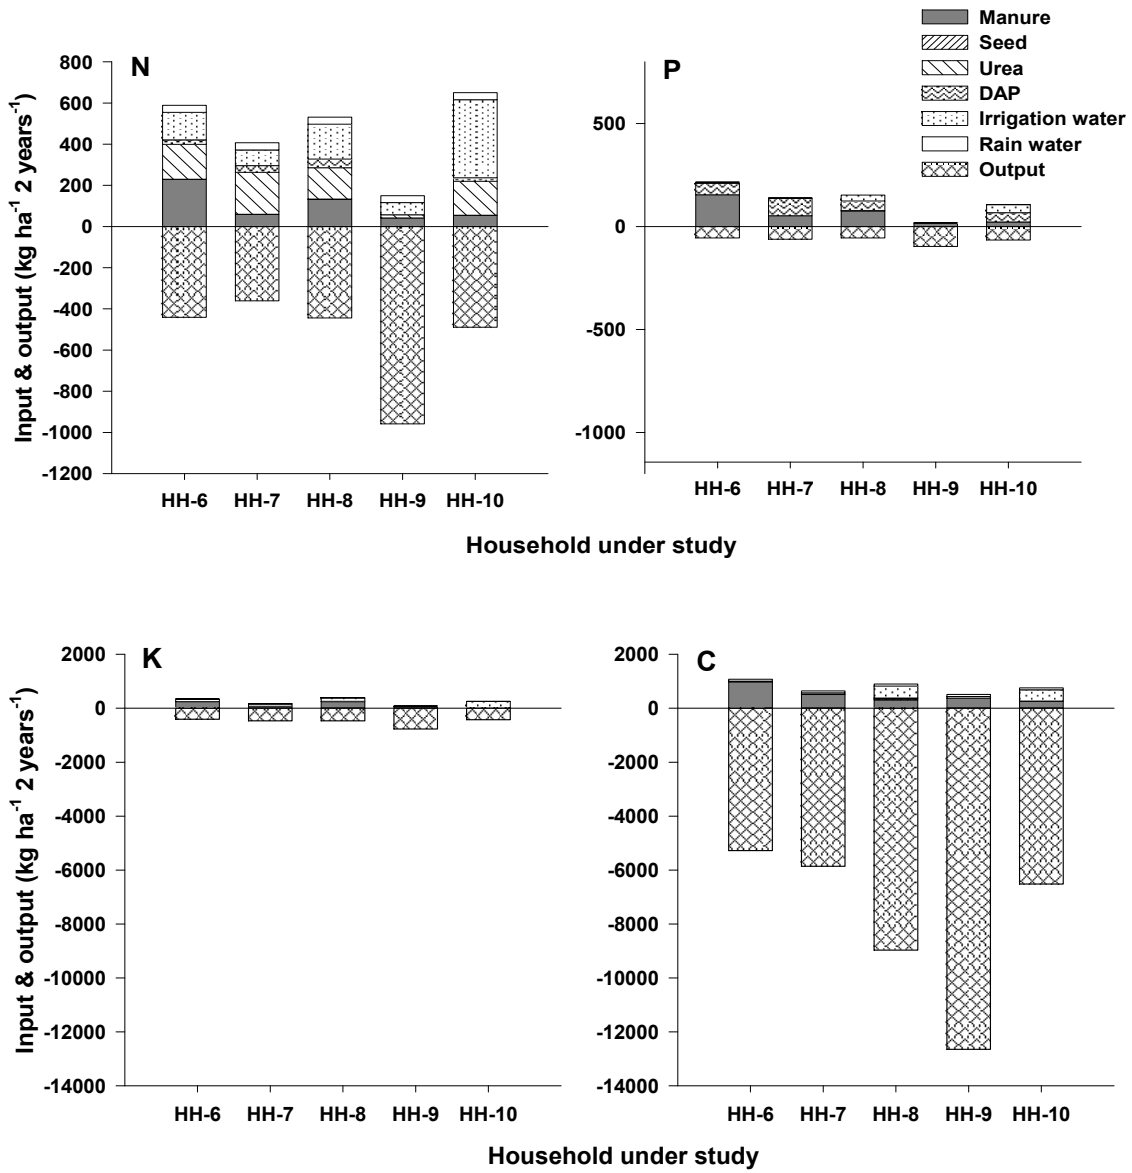 Manure
Seed
Urea
DAP
Irrigation water
Rain water
Output
N
800
600
400
200
0
-200
-400
-600
-800
-1000
-1200
Input & output (kg ha⁻¹ 2 years⁻¹)
HH-6 HH-7 HH-8 HH-9 HH-10
P
500
0
-500
-1000
HH-6 HH-7 HH-8 HH-9 HH-10
Household under study
K
2000
0
-2000
-4000
-6000
-8000
-10000
-12000
-14000
Input & output (kg ha⁻¹ 2 years⁻¹)
HH-6 HH-7 HH-8 HH-9 HH-10
C
2000
0
-2000
-4000
-6000
-8000
-10000
-12000
-14000
HH-6 HH-7 HH-8 HH-9 HH-10
Household under study